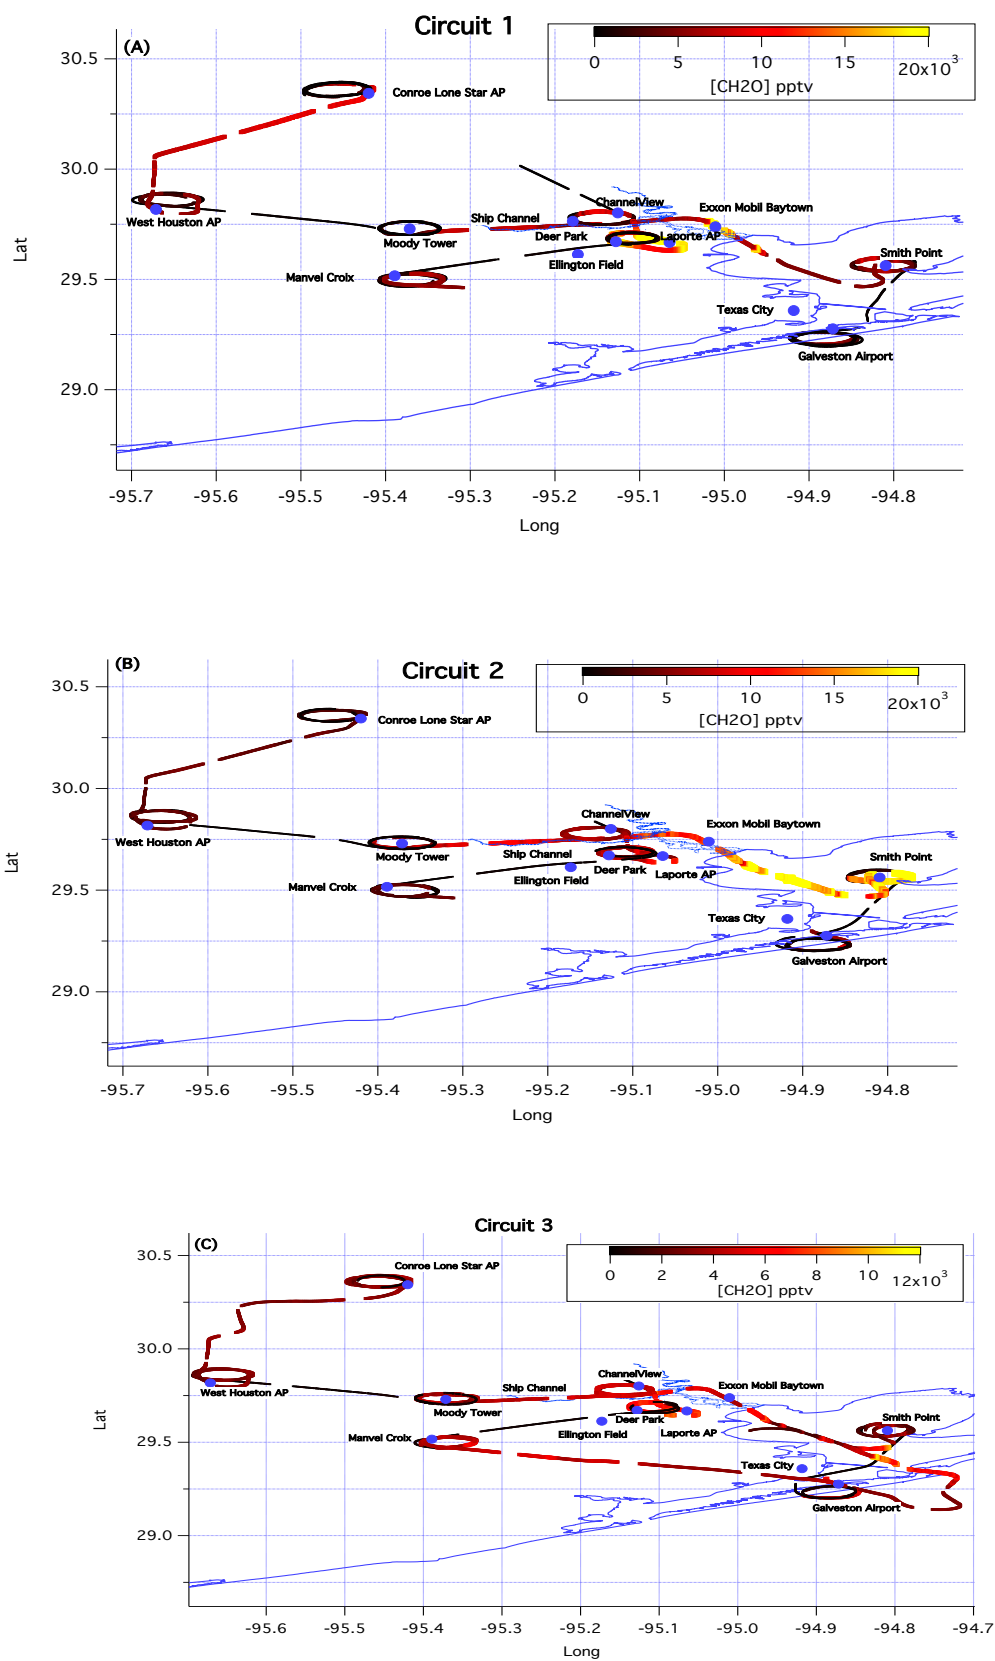 Circuit 1
(A)
0 5 10 15 20x10³
[CH2O] pptv
30.5
30.0
29.5
29.0
Lat
Conroe Lone Star AP
West Houston AP
Moody Tower
Ship Channel
ChannelView
Exxon Mobil Baytown
Deer Park
Laporte AP
Ellington Field
Manvel Croix
Smith Point
Texas City
Galveston Airport
-95.7 -95.6 -95.5 -95.4 -95.3 -95.2 -95.1 -95.0 -94.9 -94.8
Long
(B)
Circuit 2
0 5 10 15 20x10³
[CH2O] pptv
30.5
30.0
29.5
29.0
Lat
Conroe Lone Star AP
West Houston AP
Moody Tower
ChannelView
Exxon Mobil Baytown
Ship Channel
Deer Park
Laporte AP
Ellington Field
Manvel Croix
Smith Point
Texas City
Galveston Airport
-95.7 -95.6 -95.5 -95.4 -95.3 -95.2 -95.1 -95.0 -94.9 -94.8
Long
Circuit 3
(C)
0 2 4 6 8 10 12x10³
[CH2O] pptv
30.5
30.0
29.5
29.0
Lat
Conroe Lone Star AP
West Houston AP
Moody Tower
Ship Channel
ChannelView
Exxon Mobil Baytown
Deer Park
Laporte AP
Ellington Field
Manvel Croix
Smith Point
Texas City
Galveston Airport
-95.6 -95.5 -95.4 -95.3 -95.2 -95.1 -95.0 -94.9 -94.8 -94.7
Long